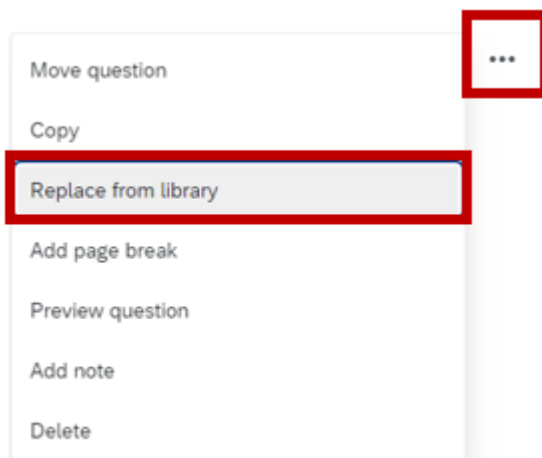 •••
Move question
Copy
Replace from library
Add page break
Preview question
Add note
Delete